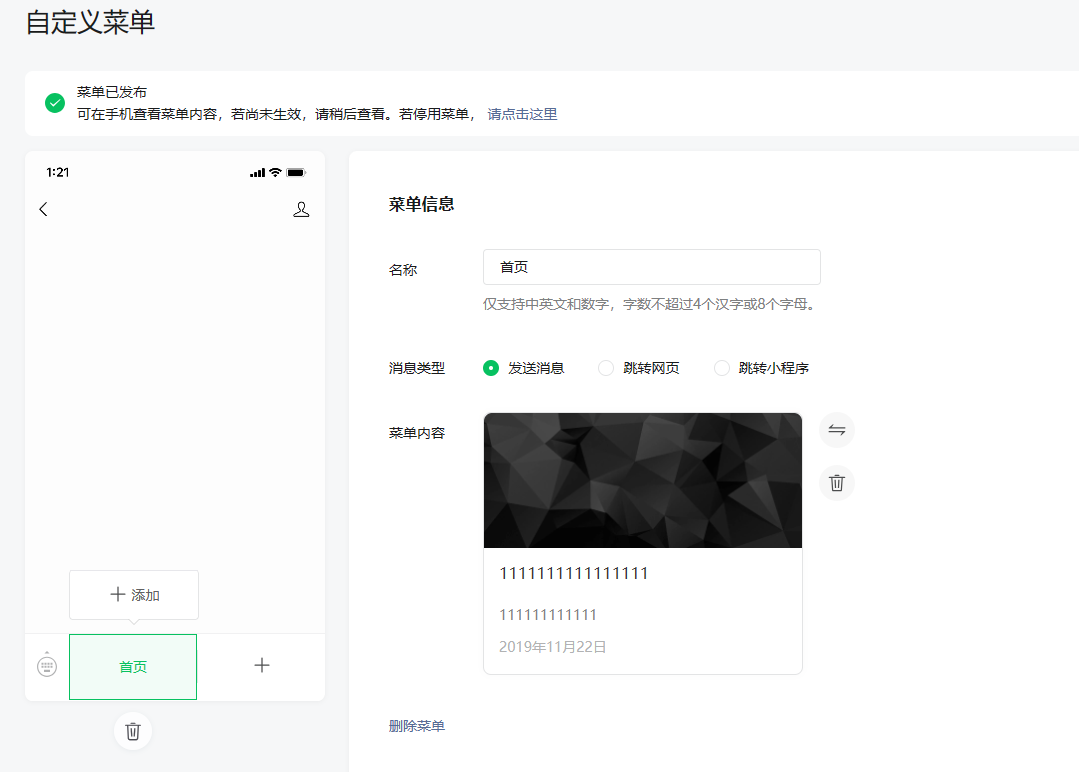 自定义菜单
菜单已发布
可在手机查看菜单内容，若尚未生效，请稍后查看。若停用菜单， 请点击这里
1:21
菜单信息
名称
首页
仅支持中英文和数字，字数不超过4个汉字或8个字母。
消息类型
发送消息 跳转网页 跳转小程序
菜单内容
1111111111111111
111111111111
2019年11月22日
添加
首页
删除菜单